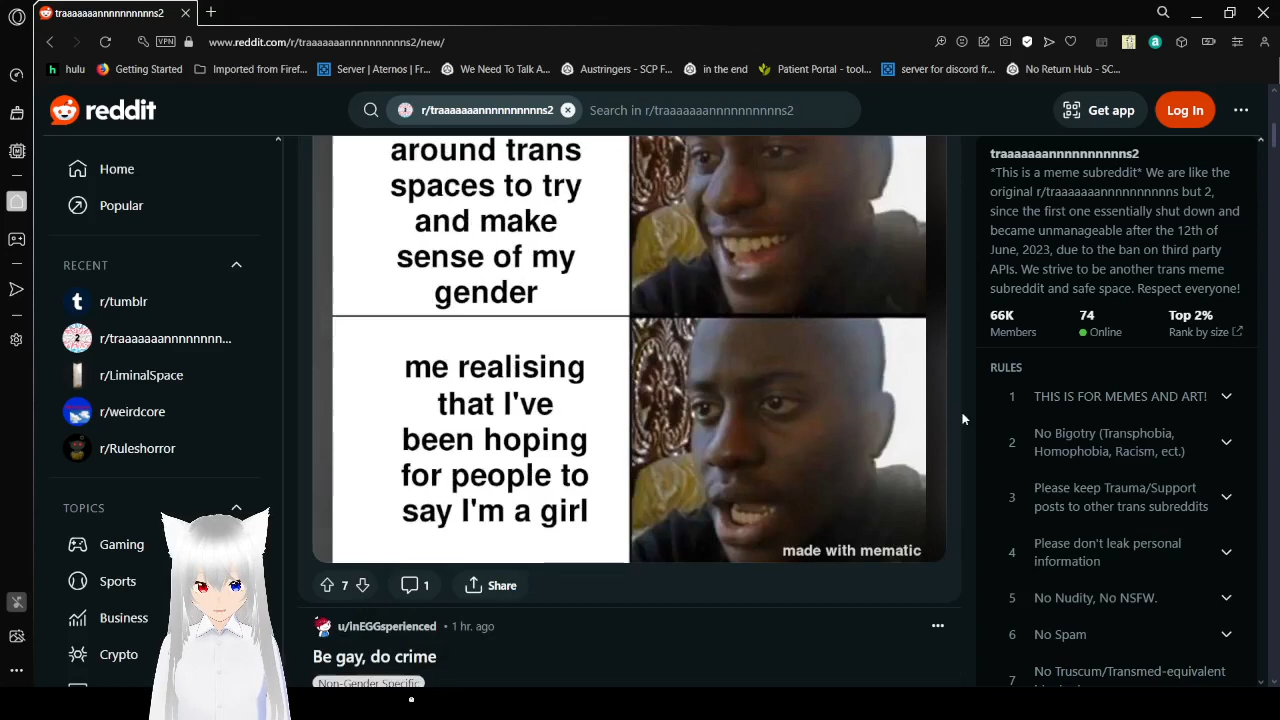 traaaaaaannnnnnnnnns2
VPN
www.reddit.com/r/traaaaaaannnnnnnnnns2/new/
hulu
Getting Started
Imported from Firef...
Server | Aternos | Fr...
We Need To Talk A...
Austringers - SCP F...
in the end
Patient Portal - tool...
server for discord fr...
No Return Hub - SC...
reddit
r/traaaaaaannnnnnnnnns2
Search in r/traaaaaaannnnnnnnnns2
Get app
Log In
Home
Popular
RECENT
r/tumblr
r/traaaaaaannnnnnn...
r/LiminalSpace
r/weirdcore
r/Ruleshorror
TOPICS
Gaming
Sports
Business
Crypto
around trans
spaces to try
and make
sense of my
gender
me realising
that I've
been hoping
for people to
say I'm a girl
made with mematic
7
1
Share
u/inEGGsperienced • 1 hr. ago
Be gay, do crime
Non-Gender Specific
traaaaaaannnnnnnnnns2
*This is a meme subreddit* We are like the
original r/traaaaaaannnnnnnnnns but 2,
since the first one essentially shut down and
became unmanageable after the 12th of
June, 2023, due to the ban on third party
APIs. We strive to be another trans meme
subreddit and safe space. Respect everyone!
66K
Members
74
Online
Top 2%
Rank by size
RULES
1 THIS IS FOR MEMES AND ART!
2 No Bigotry (Transphobia,
Homophobia, Racism, ect.)
3 Please keep Trauma/Support
posts to other trans subreddits
4 Please don't leak personal
information
5 No Nudity, No NSFW.
6 No Spam
7 No Truscum/Transmed-equivalent